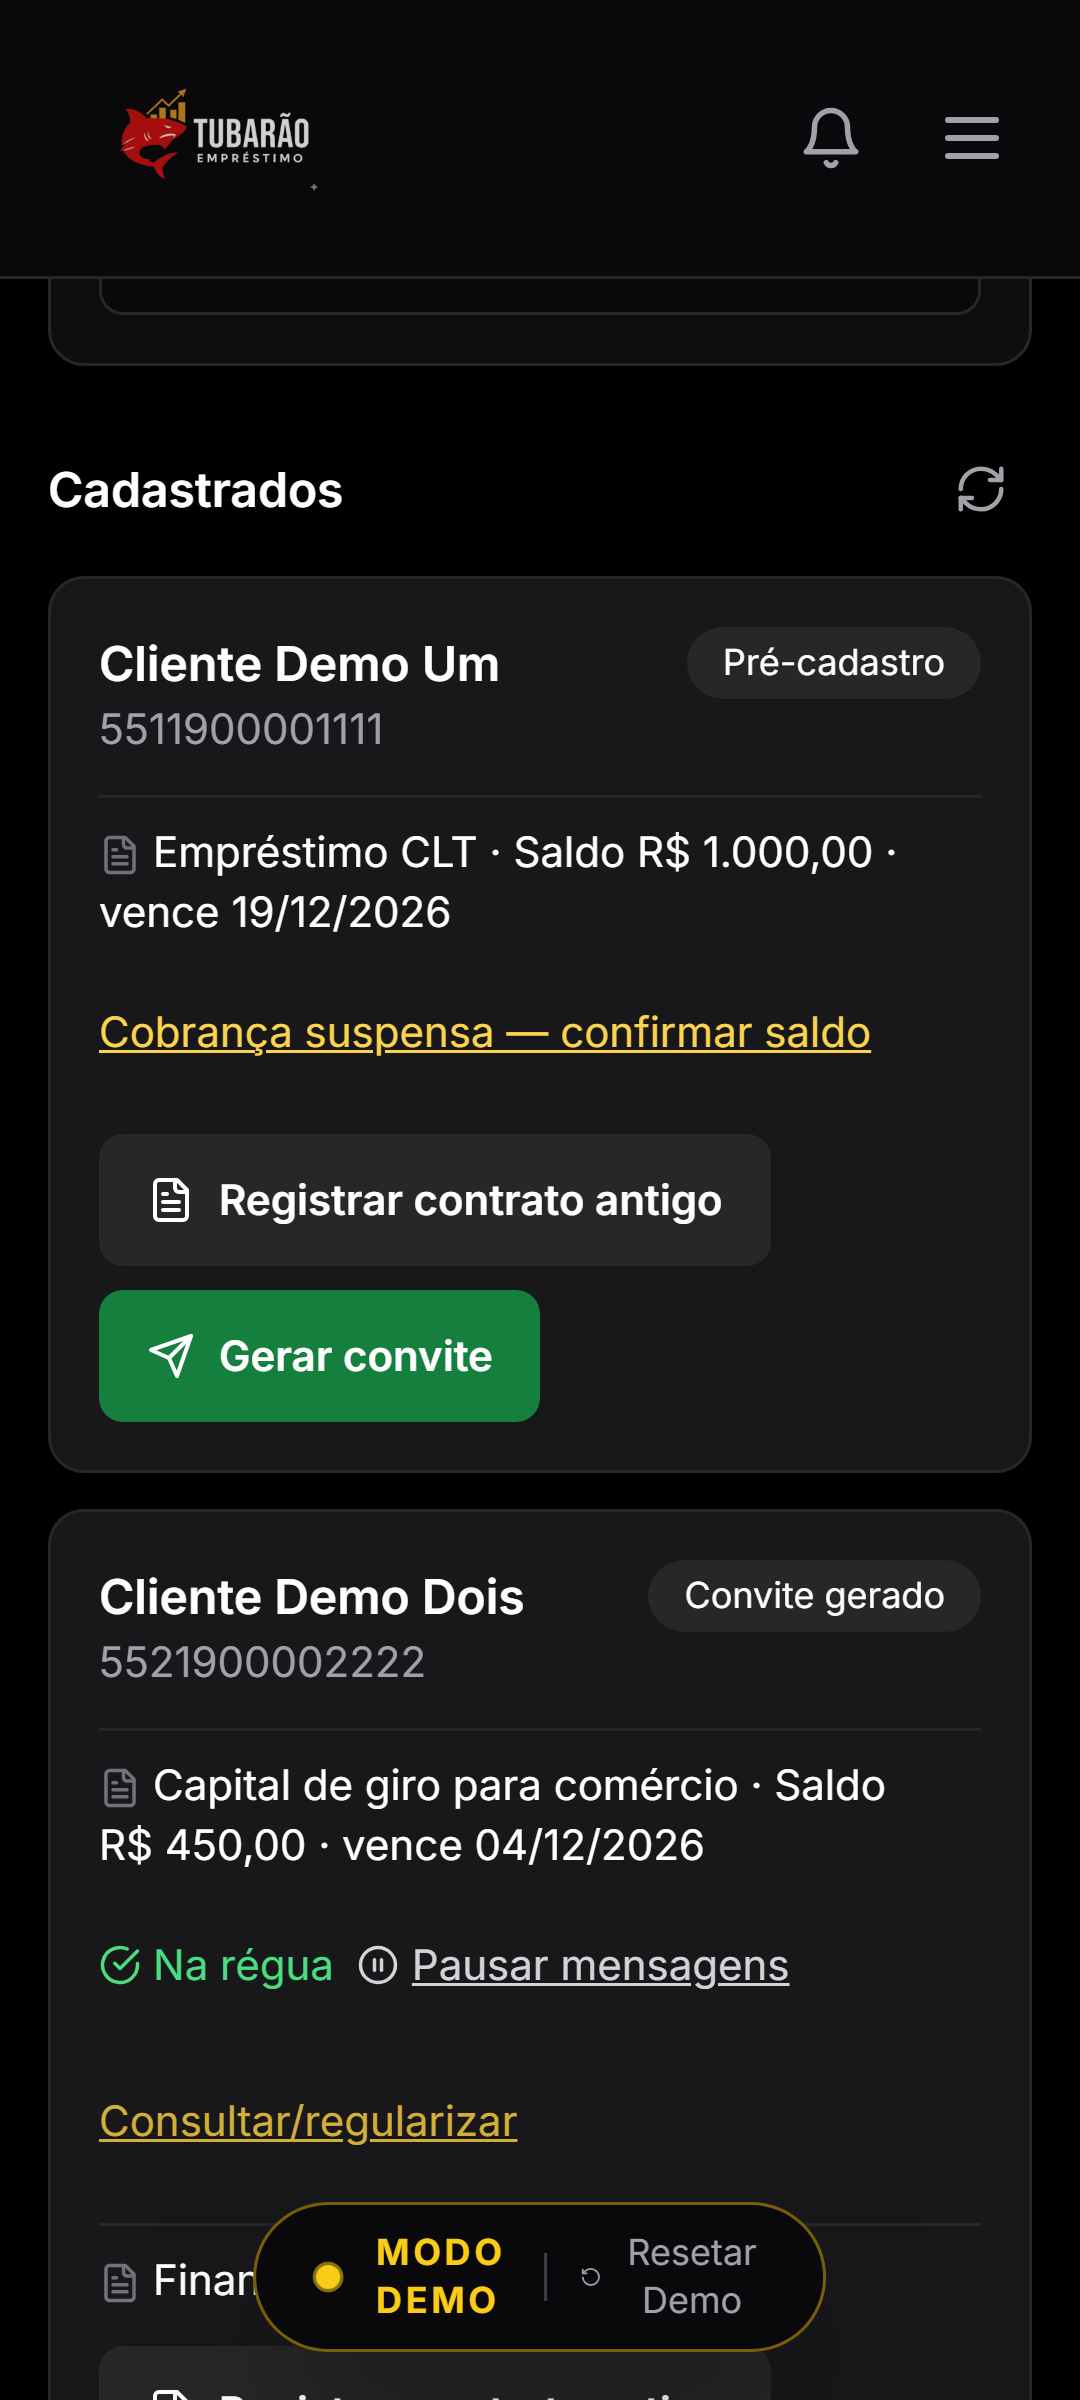 TUBARÃO
EMPRÉSTIMO
Cadastrados
Cliente Demo Um
Pré-cadastro
5511900001111
Empréstimo CLT · Saldo R$ 1.000,00 ·
vence 19/12/2026
Cobrança suspensa — confirmar saldo
Registrar contrato antigo
Gerar convite
Cliente Demo Dois
Convite gerado
5521900002222
Capital de giro para comércio · Saldo
R$ 450,00 · vence 04/12/2026
Na régua
Pausar mensagens
Consultar/regularizar
Finan
MODO
DEMO
Resetar
Demo